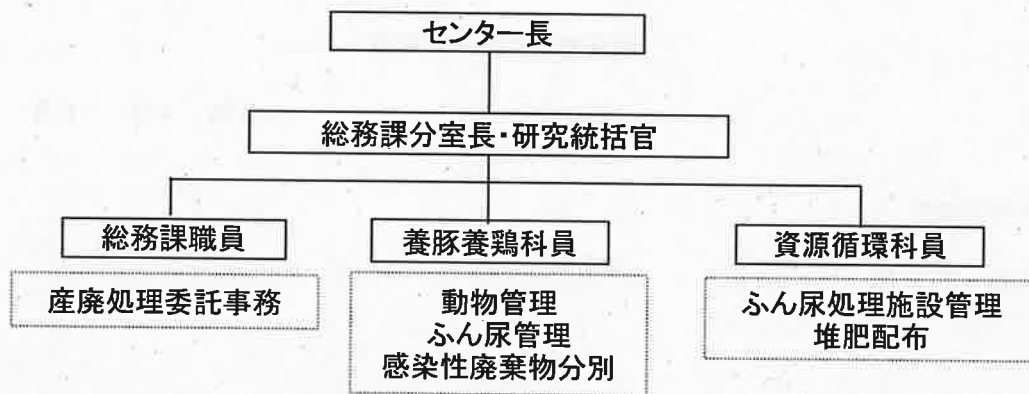 センター長
総務課分室長・研究統括官
総務課職員
産廃処理委託事務
養豚養鶏科員
動物管理
ふん尿管理
感染性廃棄物分別
資源循環科員
ふん尿処理施設管理
堆肥配布